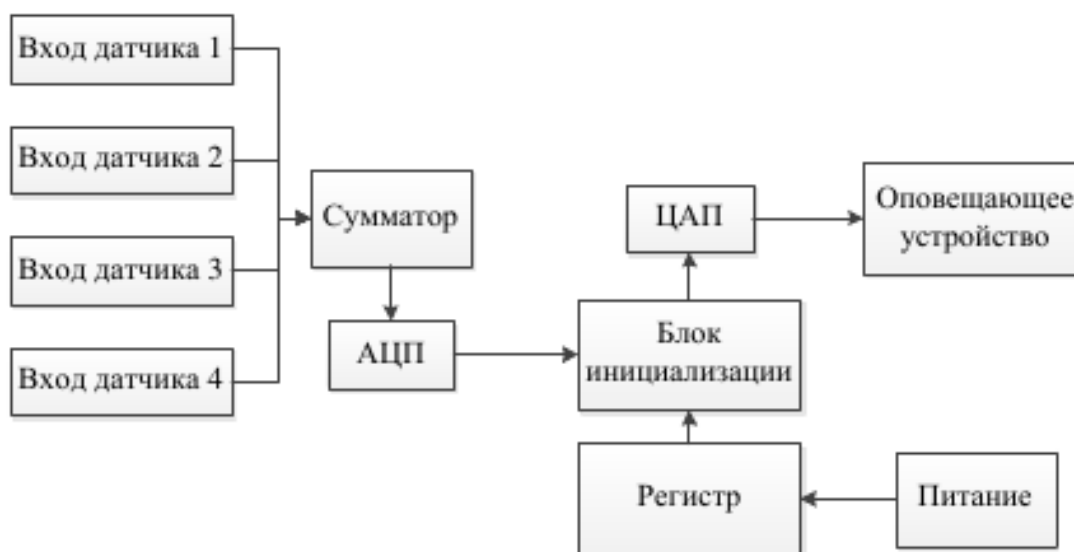 Вход датчика 1
Вход датчика 2
Вход датчика 3
Вход датчика 4
Сумматор
АЦП
ЦАП
Оповещающее
устройство
Блок
инициализации
Регистр
Питание